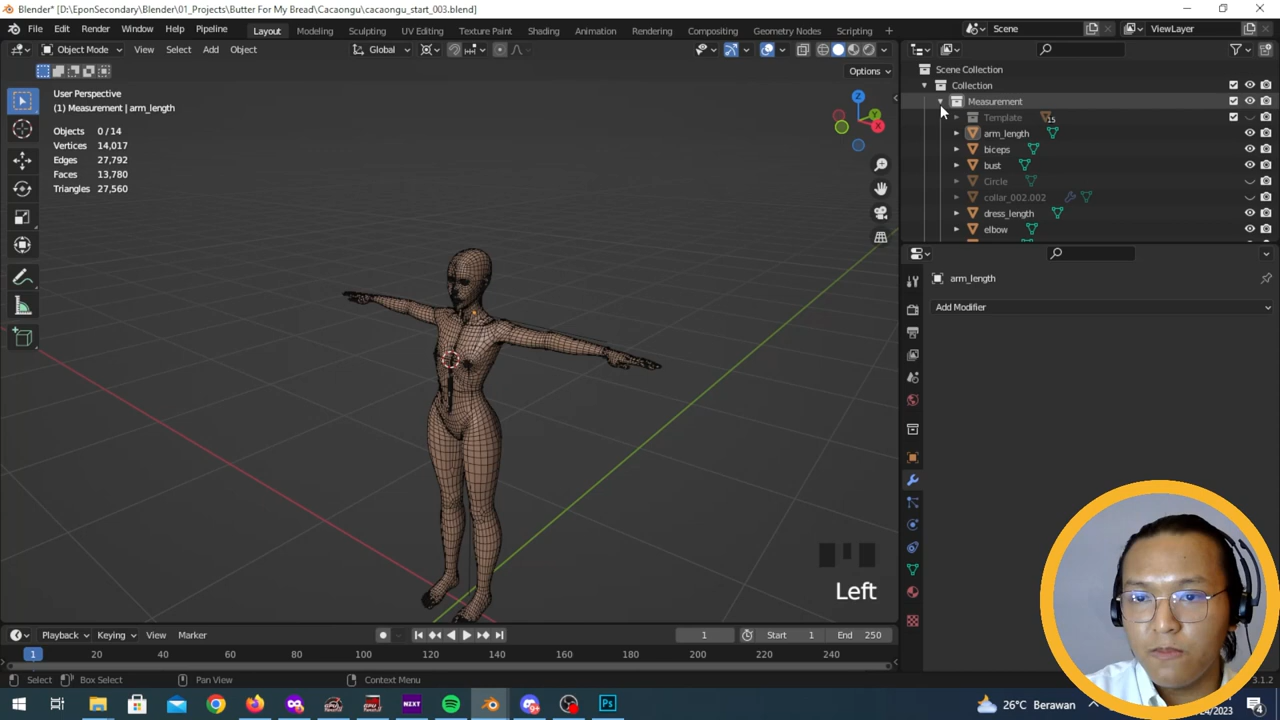 Blender* [D:\EponSecondary\Blender\01_Projects\Butter For My Bread\Cacaongu\cacaongu_start_003.blend]
File Edit Render Window Help Pipeline Layout Modeling Sculpting UV Editing Texture Paint Shading Animation Rendering Compositing Geometry Nodes Scripting Scene ViewLayer
Object Mode View Select Add Object Global
Options
User Perspective
(1) Measurement | arm_length
Objects 0 / 14
Vertices 14,017
Edges 27,792
Faces 13,780
Triangles 27,560
Z
Y
X
Scene Collection
Collection
Measurement
Template 15
arm_length
biceps
bust
Circle
collar_002.002
dress_length
elbow
arm_length
Add Modifier
Left
Playback Keying View Marker 1 Start 1 End 250
1 20 40 60 80 100 120 140 160 180 200 220 240
Select Box Select Pan View Context Menu 3.1.2
NZXT Ps 26°C Berawan 4